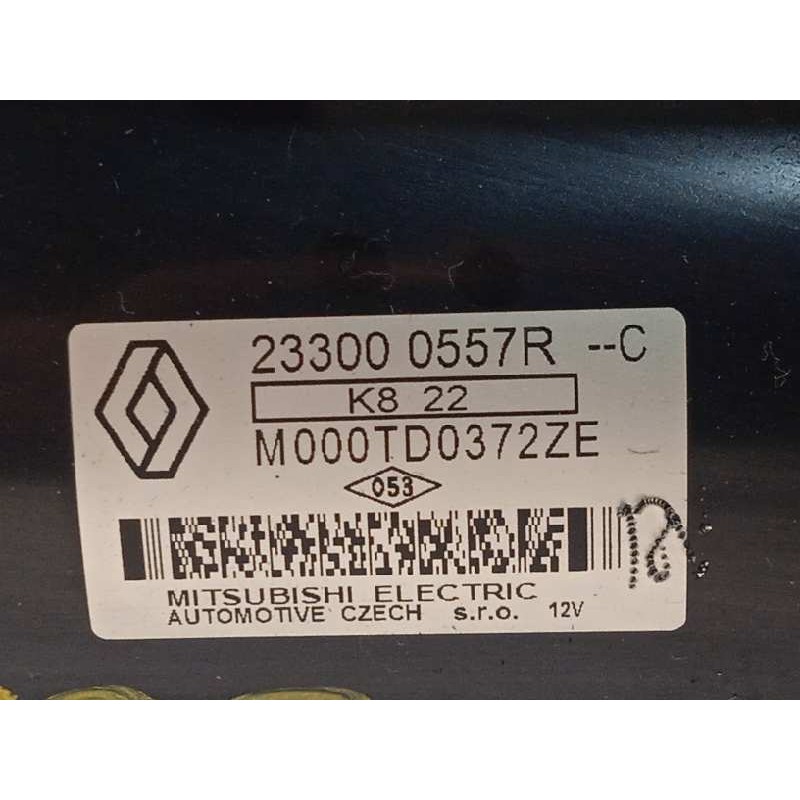 23300 0557R --C
K8 22
M000TD0372ZE
053
MITSUBISHI ELECTRIC
AUTOMOTIVE CZECH s.r.o. 12V